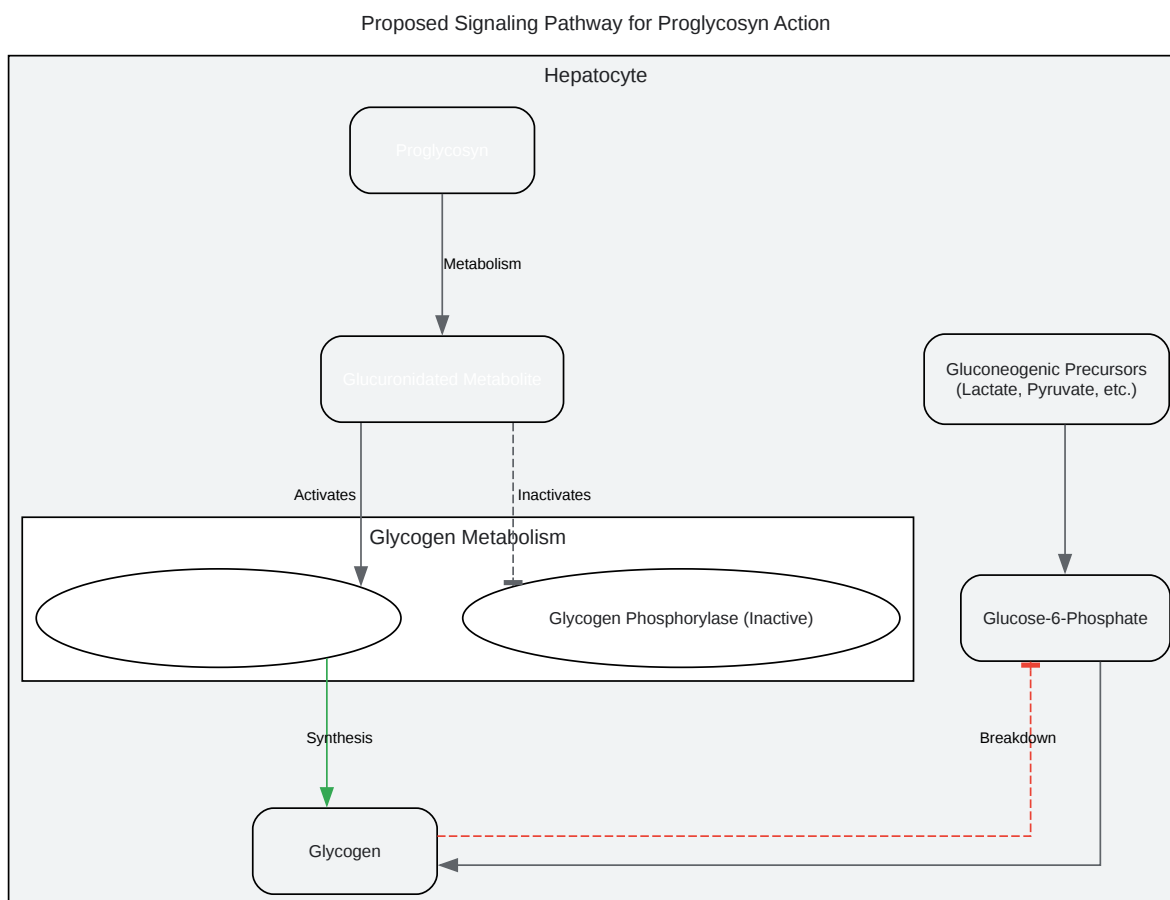 Proposed Signaling Pathway for Proglycosyn Action
Hepatocyte
Proglycosyn
Metabolism
Glucuronidated Metabolite
Gluconeogenic Precursors
(Lactate, Pyruvate, etc.)
Activates
Inactivates
Glycogen Metabolism
Glycogen Phosphorylase (Inactive)
Glucose-6-Phosphate
Synthesis
Breakdown
Glycogen